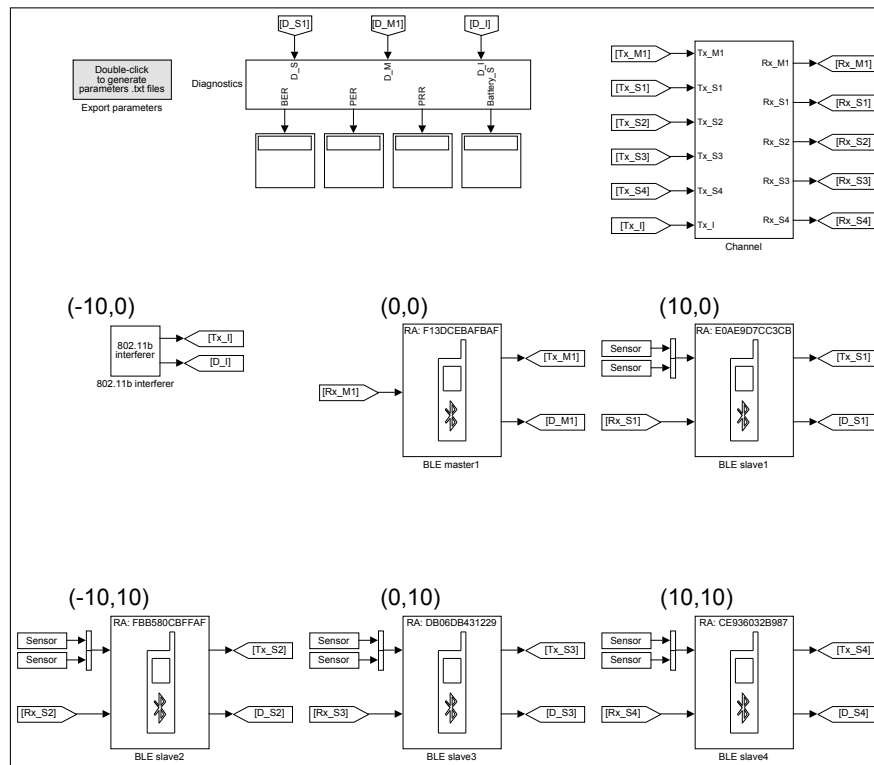 [D_S1]
[D_M1]
[D_I]
Double-click
to generate
parameters .txt files
Export parameters
Diagnostics
D_S
D_M
D_I
BER
PER
PRR
Battery_S
[Tx_M1]
[Tx_S1]
[Tx_S2]
[Tx_S3]
[Tx_S4]
[Tx_I]
Tx_M1
Tx_S1
Tx_S2
Tx_S3
Tx_S4
Tx_I
Rx_M1
Rx_S1
Rx_S2
Rx_S3
Rx_S4
[Rx_M1]
[Rx_S1]
[Rx_S2]
[Rx_S3]
[Rx_S4]
Channel
(-10,0)
802.11b
interferer
[Tx_I]
[D_I]
802.11b interferer
(0,0)
RA: F13DCEBAFBAF
[Rx_M1]
[Tx_M1]
[D_M1]
BLE master1
(10,0)
RA: E0AE9D7CC3CB
Sensor
Sensor
[Rx_S1]
[Tx_S1]
[D_S1]
BLE slave1
(-10,10)
RA: FBB580CBFFAF
Sensor
Sensor
[Rx_S2]
[Tx_S2]
[D_S2]
BLE slave2
(0,10)
RA: DB06DB431229
Sensor
Sensor
[Rx_S3]
[Tx_S3]
[D_S3]
BLE slave3
(10,10)
RA: CE936032B987
Sensor
Sensor
[Rx_S4]
[Tx_S4]
[D_S4]
BLE slave4